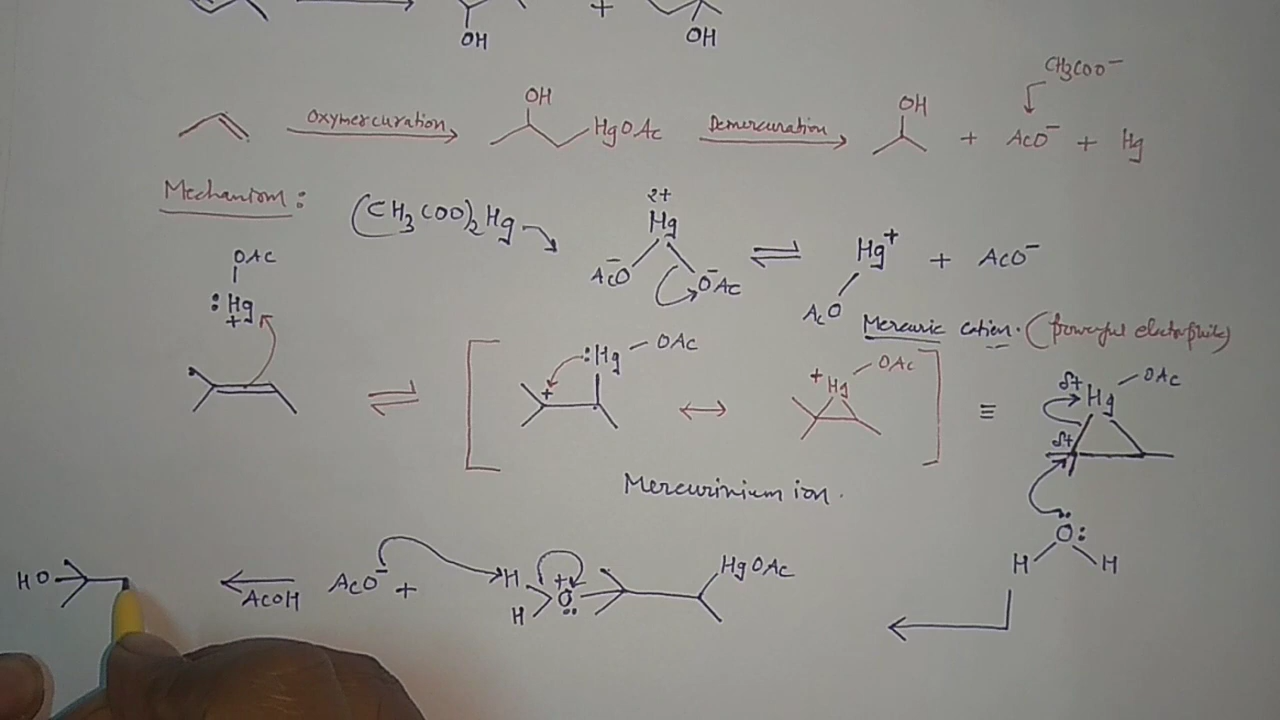 +
OH
OH
CH3COO−
OH
Oxymercuration
HgOAc
Demercuration
OH
+ AcO− + Hg
Mechanism:
(CH3COO)2Hg
2+
Hg
AcO−
O−Ac
⇌
Hg+
AcO
+ AcO−
Mercuric cation. (powerful electrophile)
OAc
:Hg
+
⇌
+
:Hg — OAc
↔
+Hg — OAc
≡
δ+
Hg — OAc
δ+
Mercurinium ion.
O:
H
H
HO
AcOH
AcO− +
H
H
+
O
HgOAc